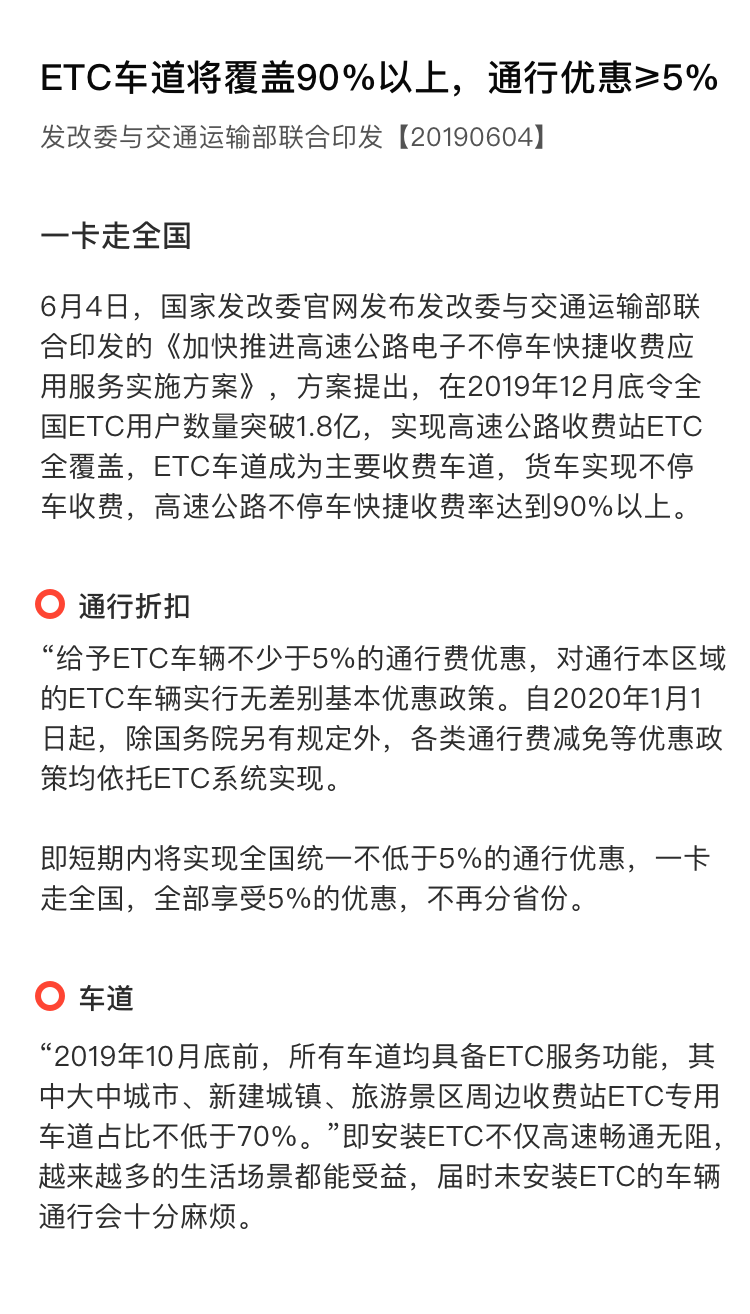 ETC车道将覆盖90%以上，通行优惠⩾5%
发改委与交通运输部联合印发【20190604】
一卡走全国
6月4日，国家发改委官网发布发改委与交通运输部联
合印发的《加快推进高速公路电子不停车快捷收费应
用服务实施方案》，方案提出，在2019年12月底令全
国ETC用户数量突破1.8亿，实现高速公路收费站ETC
全覆盖，ETC车道成为主要收费车道，货车实现不停
车收费，高速公路不停车快捷收费率达到90%以上。
通行折扣
“给予ETC车辆不少于5%的通行费优惠，对通行本区域
的ETC车辆实行无差别基本优惠政策。自2020年1月1
日起，除国务院另有规定外，各类通行费减免等优惠政
策均依托ETC系统实现。
即短期内将实现全国统一不低于5%的通行优惠，一卡
走全国，全部享受5%的优惠，不再分省份。
车道
“2019年10月底前，所有车道均具备ETC服务功能，其
中大中城市、新建城镇、旅游景区周边收费站ETC专用
车道占比不低于70%。”即安装ETC不仅高速畅通无阻，
越来越多的生活场景都能受益，届时未安装ETC的车辆
通行会十分麻烦。